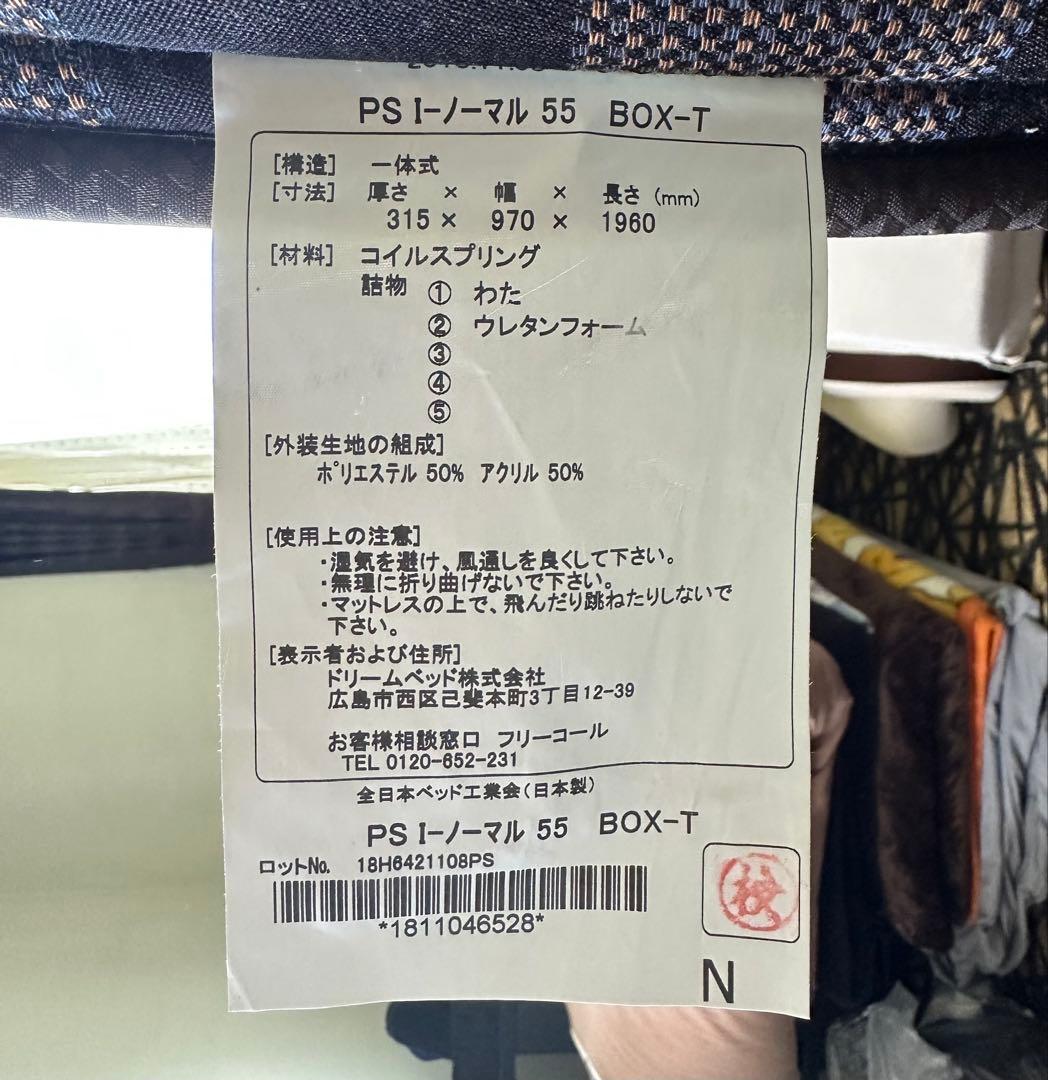 PS I-ノーマル 55 BOX-T
[構造] 一体式
[寸法] 厚さ × 幅 × 長さ (mm)
315 × 970 × 1960
[材料] コイルスプリング
詰物 ① わた
② ウレタンフォーム
③
④
⑤
[外装生地の組成]
ポリエステル 50% アクリル 50%
[使用上の注意]
・湿気を避け、風通しを良くして下さい。
・無理に折り曲げないで下さい。
・マットレスの上で、飛んだり跳ねたりしないで
下さい。
[表示者および住所]
ドリームベッド株式会社
広島市西区己斐本町3丁目12-39
お客様相談窓口 フリーコール
TEL 0120-652-231
全日本ベッド工業会(日本製)
PS I-ノーマル 55 BOX-T
ロットNo. 18H6421108PS
*1811046528*
検
N